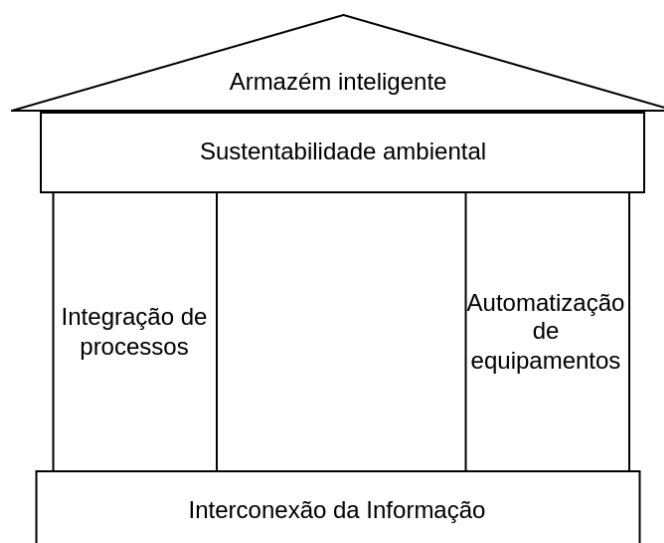 Armazém inteligente
Sustentabilidade ambiental
Integração de
processos
Automatização
de
equipamentos
Interconexão da Informação